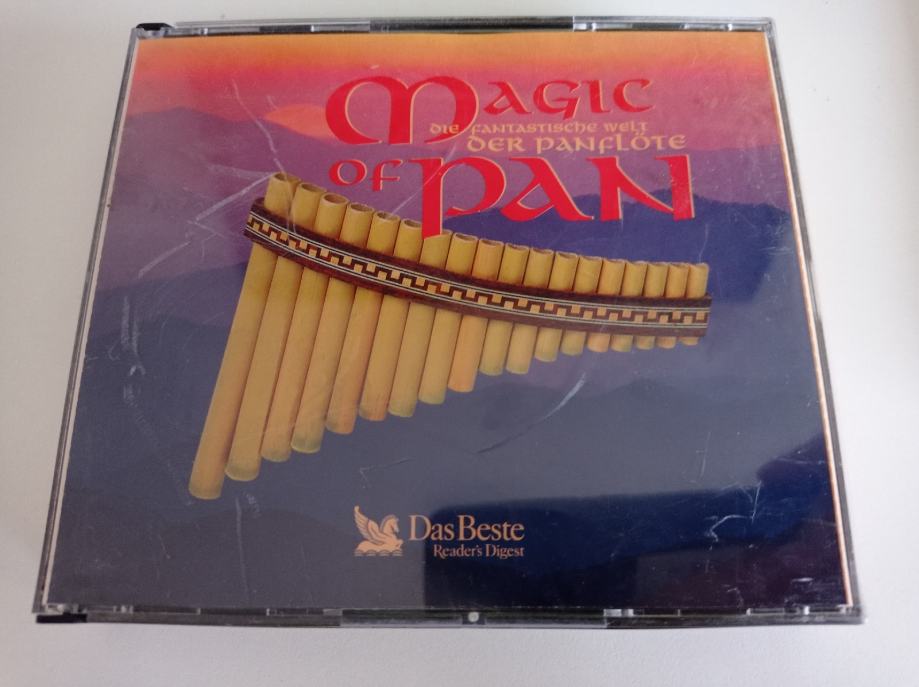 MAGIC
DIE FANTASTISCHE WELT
DER PANFLÖTE
OF PAN
Das Beste
Reader's Digest